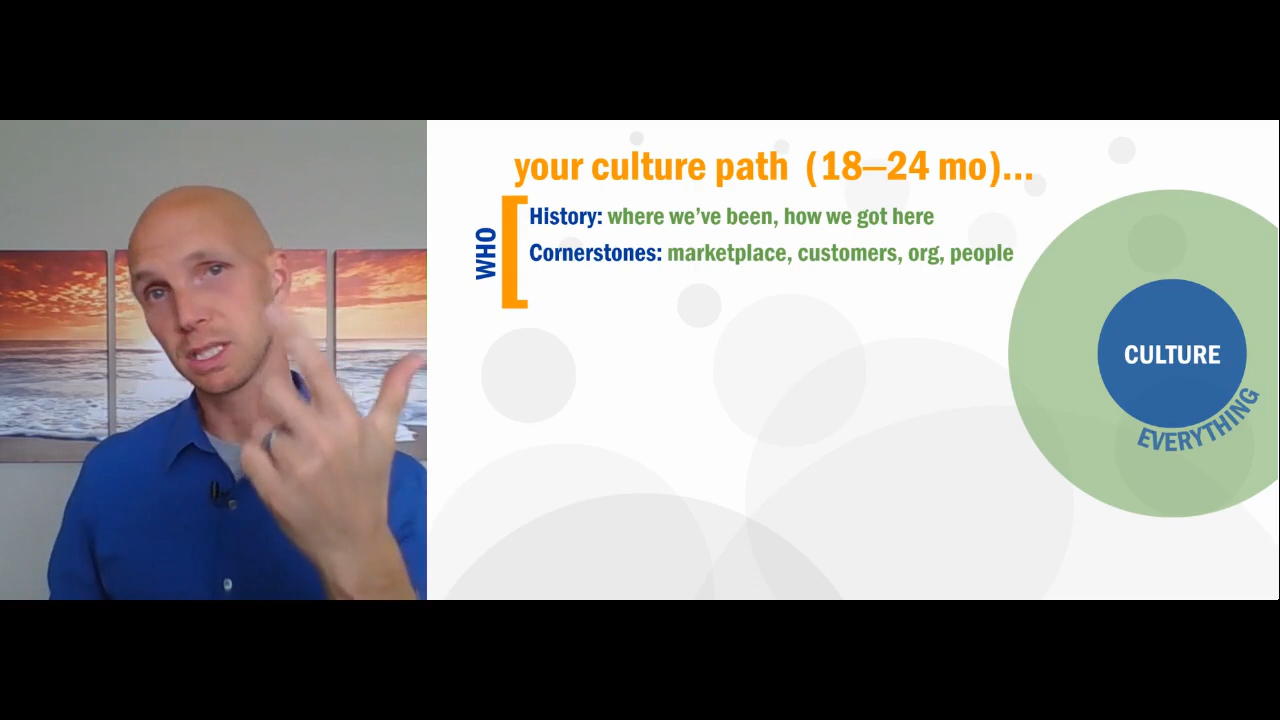 your culture path (18–24 mo)...
WHO
History: where we've been, how we got here
Cornerstones: marketplace, customers, org, people
CULTURE
EVERYTHING